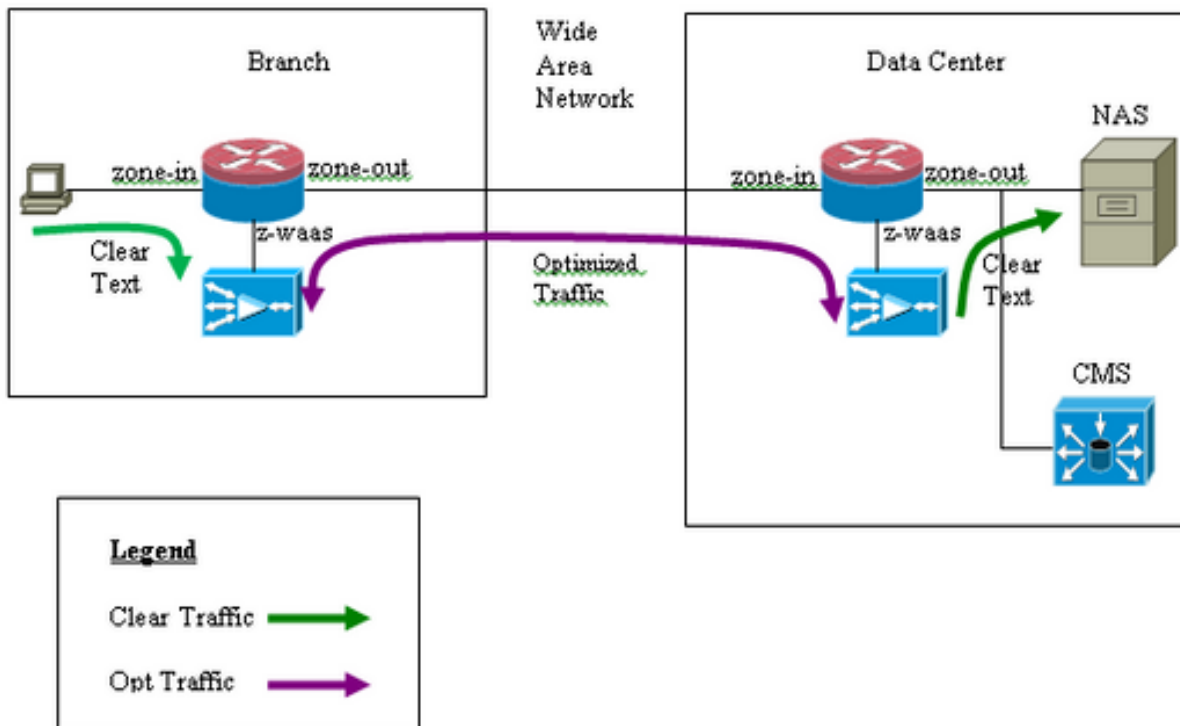 Branch
Wide
Area
Network
Data Center
NAS
zone-in
zone-out
zone-in
zone-out
z-waas
z-waas
Clear
Text
Optimized
Traffic
Clear
Text
CMS
Legend
Clear Traffic
Opt Traffic